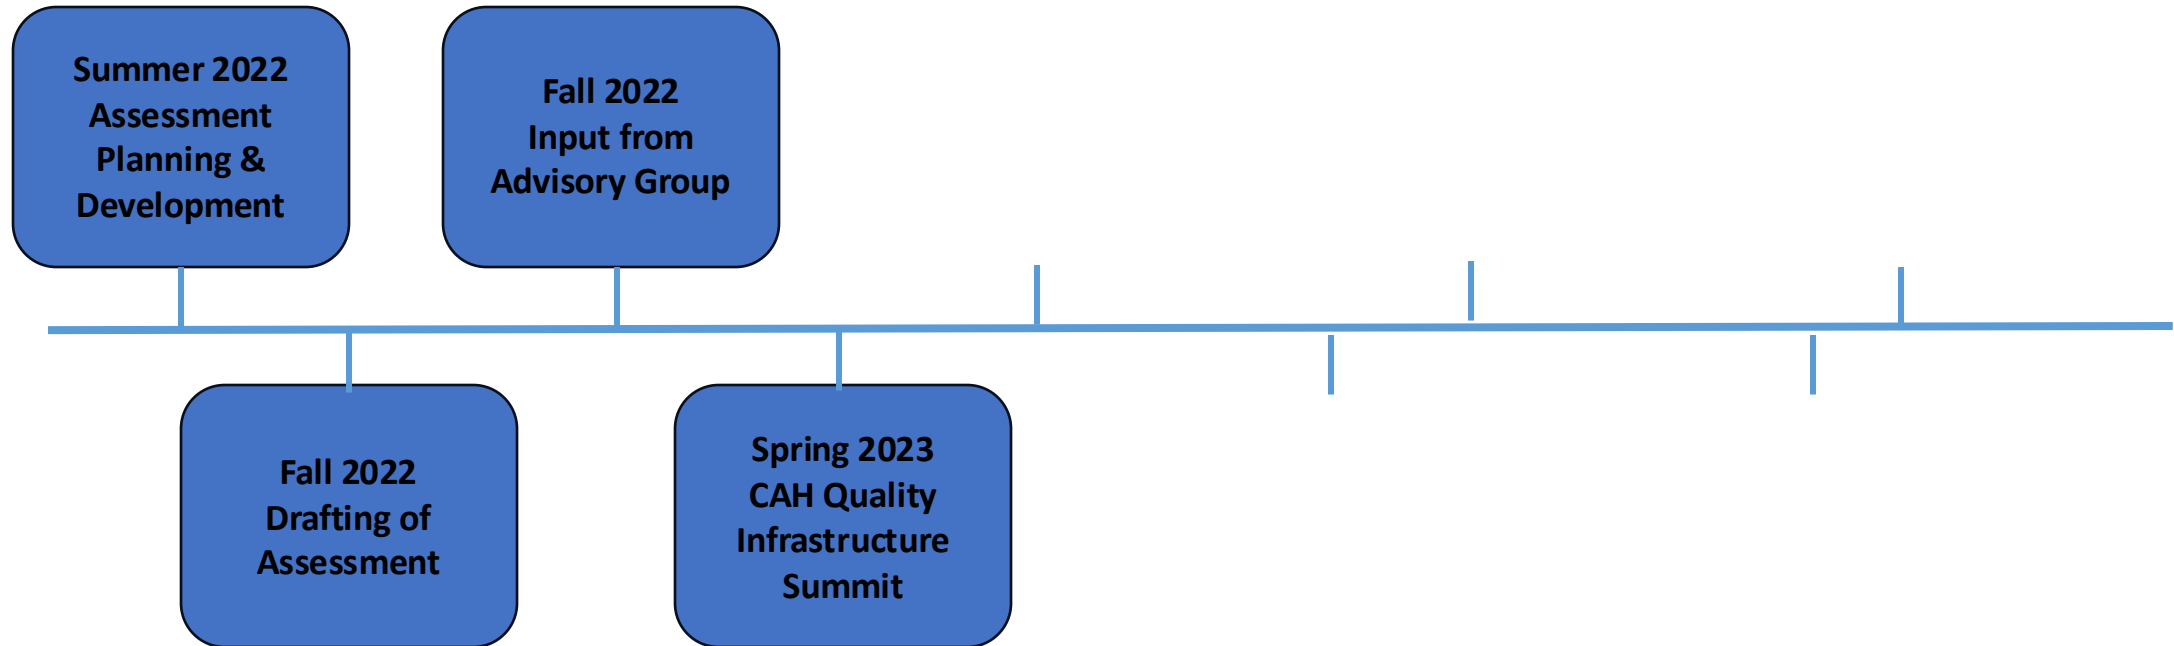 Summer 2022
Assessment
Planning &
Development
Fall 2022
Drafting of
Assessment
Fall 2022
Input from
Advisory Group
Spring 2023
CAH Quality
Infrastructure
Summit